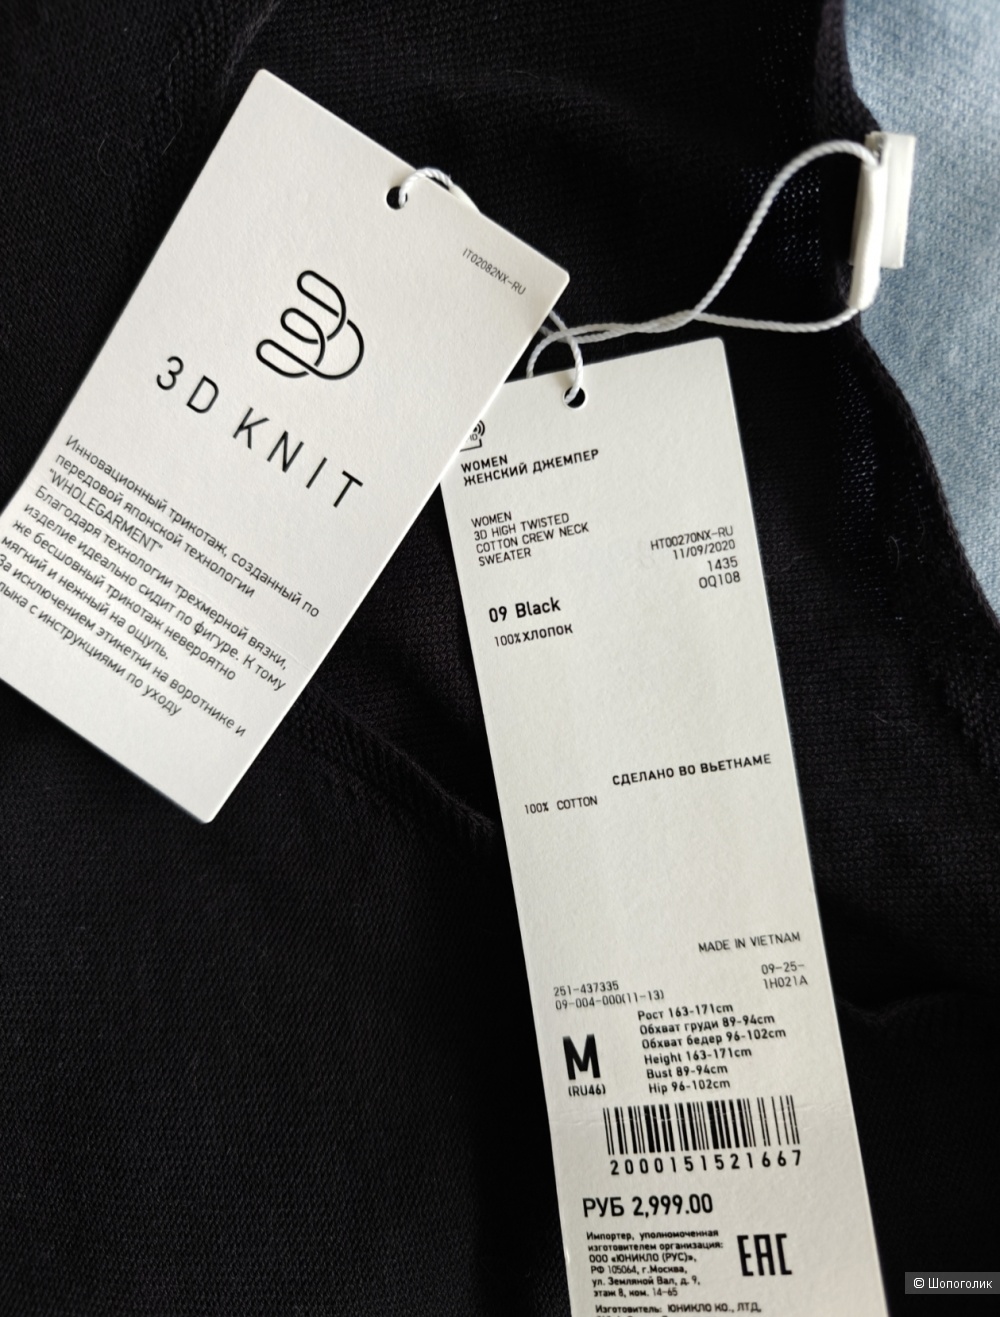 IT02082NX-RU
3D KNIT
Инновационный трикотаж, созданный по
передовой японской технологии
"WHOLEGARMENT"
Благодаря технологии трехмерной вязки,
изделие идеально сидит по фигуре. К тому
же бесшовный трикотаж невероятно
мягкий и нежный на ощупь.
За исключением этикетки на воротнике и
с инструкциями по уходу
WOMEN
ЖЕНСКИЙ ДЖЕМПЕР
WOMEN
3D HIGH TWISTED
COTTON CREW NECK
SWEATER
HT00270NX-RU
11/09/2020
1435
OQ108
09 Black
100%ХЛОПОК
СДЕЛАНО ВО ВЬЕТНАМЕ
100% COTTON
MADE IN VIETNAM
251-437335
09-004-000(11-13)
09-25-
1H021A
M
(RU46)
Рост 163-171cm
Обхват груди 89-94cm
Обхват бедер 96-102cm
Height 163-171cm
Bust 89-94cm
Hip 96-102cm
2000151521667
РУБ 2,999.00
Импортер, уполномоченная
изготовителем организация:
ООО «ЮНИКЛО (РУС)»,
РФ 105064, г.Москва,
ул. Земляной Вал, д. 9,
этаж 8, ком. 14-65
EAC
Изготовитель: ЮНИКЛО КО., ЛТД,
© Шопоголик